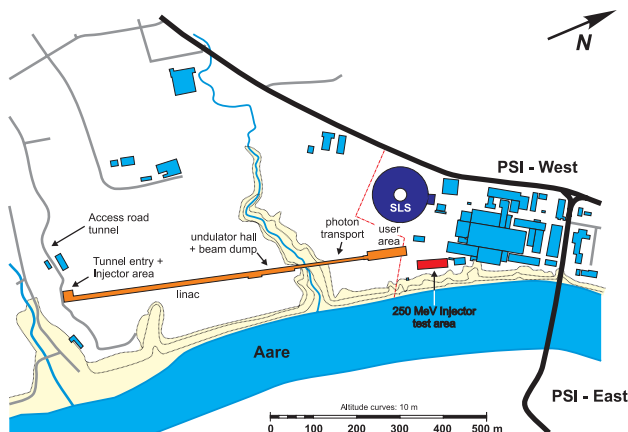 N
PSI - West
SLS
Access road
tunnel
photon
transport
user
area
undulator hall
+ beam dump
Tunnel entry +
Injector area
linac
250 MeV Injector
test area
Aare
PSI - East
Altitude curves: 10 m
0 100 200 300 400 500 m